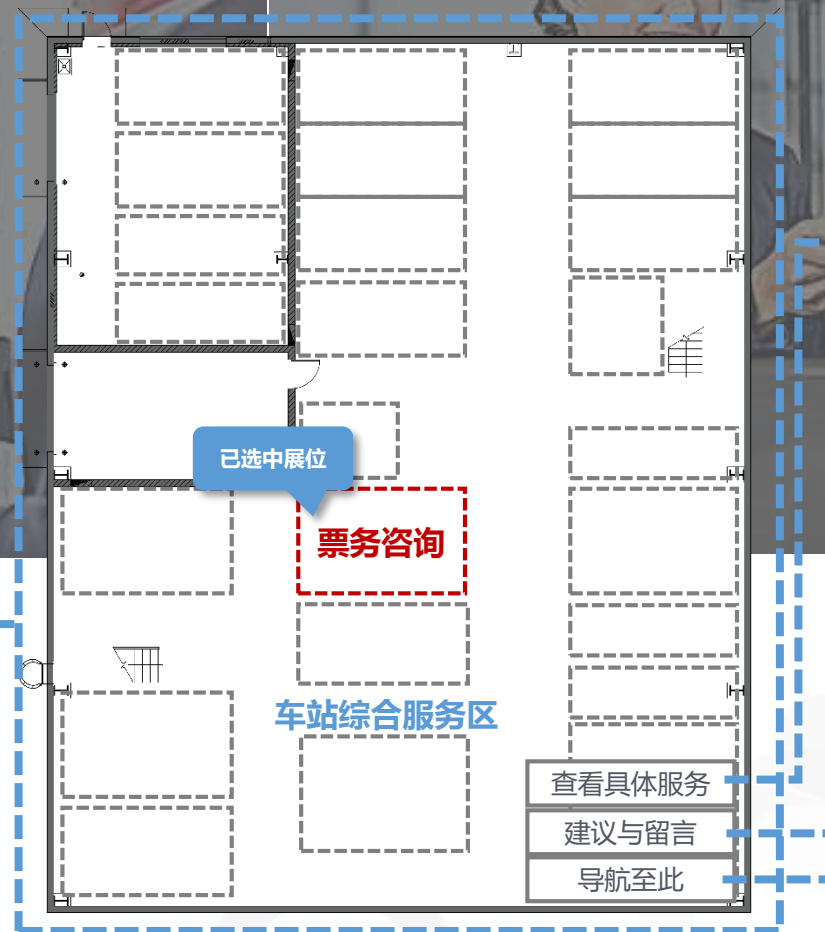 已选中展位
票务咨询
车站综合服务区
查看具体服务
建议与留言
导航至此